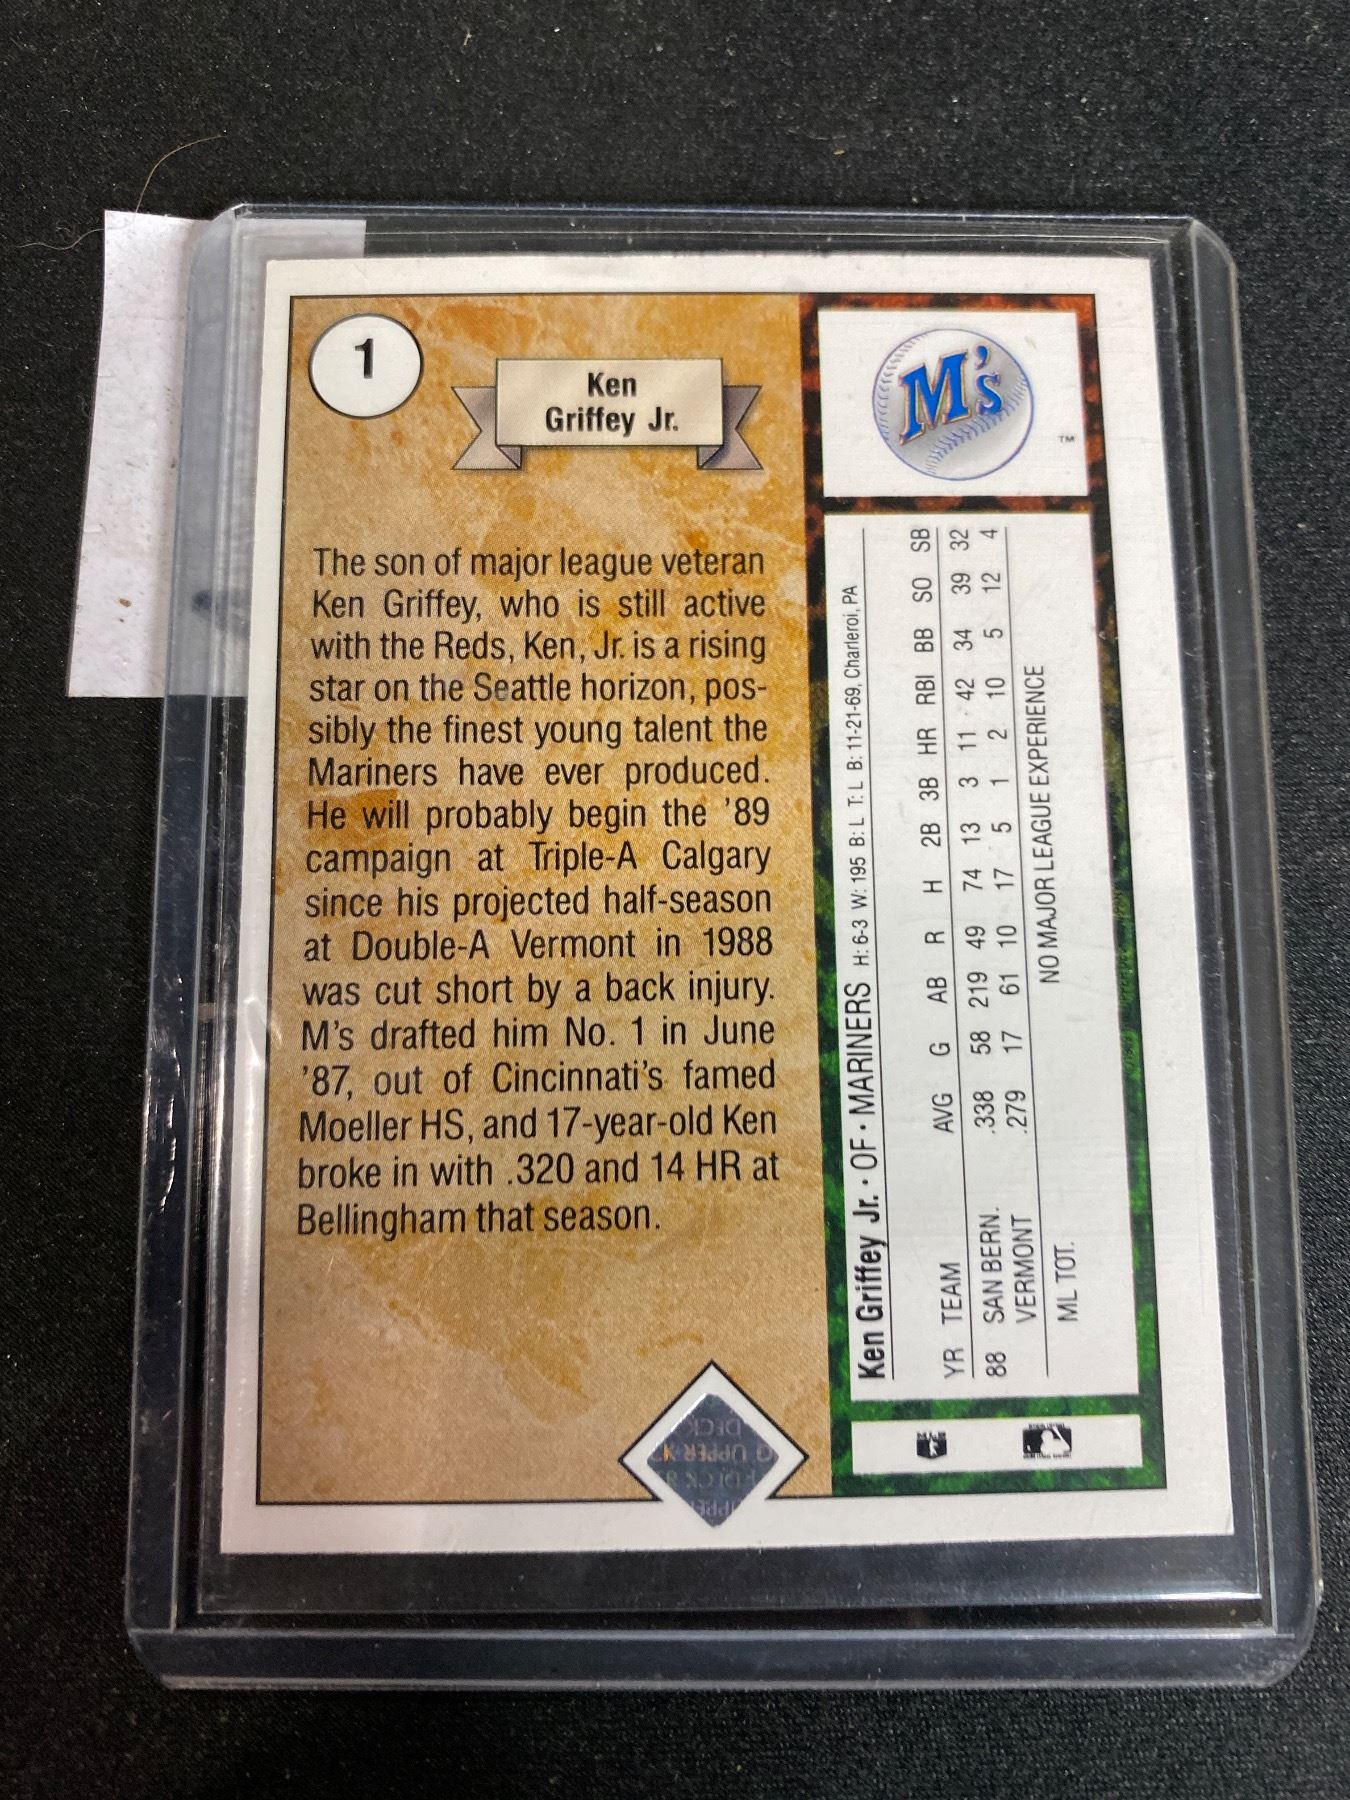 1
Ken
Griffey Jr.
The son of major league veteran
Ken Griffey, who is still active
with the Reds, Ken, Jr. is a rising
star on the Seattle horizon, pos-
sibly the finest young talent the
Mariners have ever produced.
He will probably begin the '89
campaign at Triple-A Calgary
since his projected half-season
at Double-A Vermont in 1988
was cut short by a back injury.
M's drafted him No. 1 in June
'87, out of Cincinnati's famed
Moeller HS, and 17-year-old Ken
broke in with .320 and 14 HR at
Bellingham that season.
M's
TM
Ken Griffey Jr. · OF · MARINERS H: 6-3 W: 195 B: L T: L B: 11-21-69, Charleroi, PA
YR TEAM AVG G AB R H 2B 3B HR RBI BB SO SB
88 SAN BERN. .338 58 219 49 74 13 3 11 42 34 39 32
VERMONT .279 17 61 10 17 5 1 2 10 5 12 4
ML TOT. NO MAJOR LEAGUE EXPERIENCE
DECK
UPPER
DECK